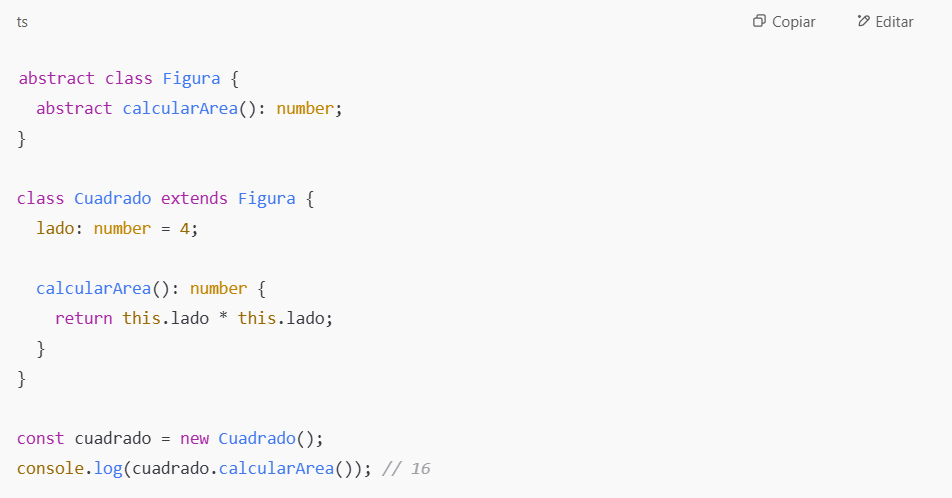 ts
Copiar
Editar
abstract class Figura {
  abstract calcularArea(): number;
}

class Cuadrado extends Figura {
  lado: number = 4;

  calcularArea(): number {
    return this.lado * this.lado;
  }
}

const cuadrado = new Cuadrado();
console.log(cuadrado.calcularArea()); // 16